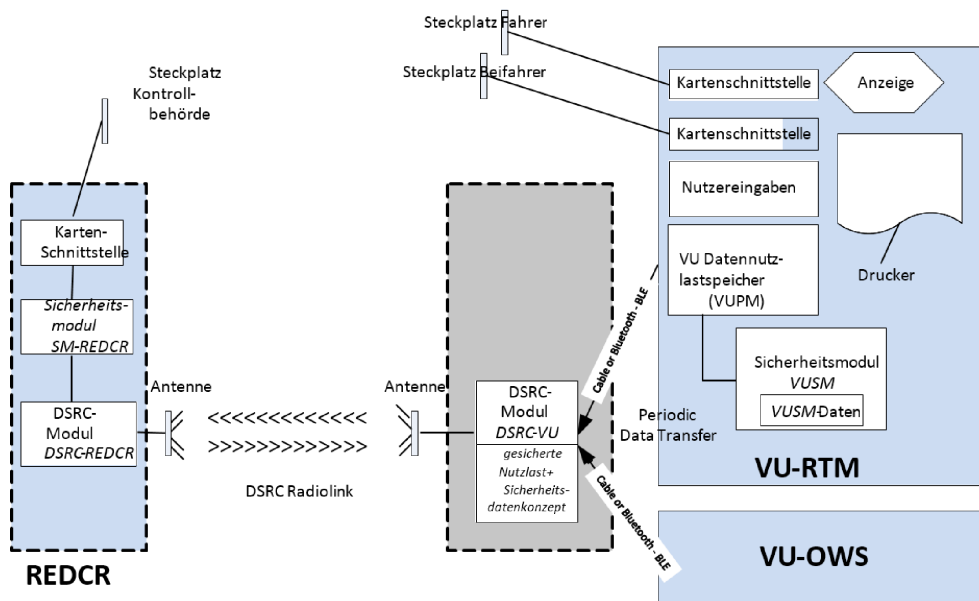 Steckplatz Fahrer
Steckplatz Beifahrer
Steckplatz
Kontroll-
behörde
Kartenschnittstelle
Anzeige
Kartenschnittstelle
Nutzereingaben
Drucker
VU Datennutz-
lastspeicher
(VUPM)
Sicherheitsmodul
VUSM
VUSM-Daten
VU-RTM
Karten-
Schnittstelle
Sicherheits-
modul
SM-REDCR
DSRC-
Modul
DSRC-REDCR
REDCR
Antenne
<<<<<<<<<<<<<<<
>>>>>>>>>>>>>>>
DSRC Radiolink
Antenne
DSRC-
Modul
DSRC-VU
gesicherte
Nutzlast+
Sicherheits-
datenkonzept
Cable or Bluetooth - BLE
Periodic
Data Transfer
Cable or Bluetooth - BLE
VU-OWS